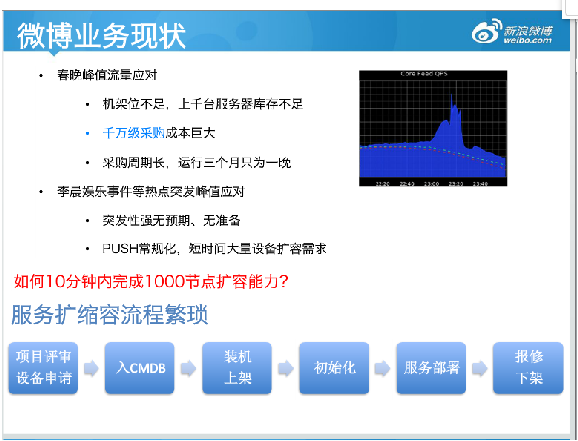 微博业务现状
新浪微博
weibo.com
• 春晚峰值流量应对
• 机架位不足，上千台服务器库存不足
• 千万级采购成本巨大
• 采购周期长，运行三个月只为一晚
• 李晨娱乐事件等热点突发峰值应对
• 突发性强无预期、无准备
• PUSH常规化，短时间大量设备扩容需求
Core Feed QPS
22:20 22:40 23:00 23:20 23:40
如何10分钟内完成1000节点扩容能力?
服务扩缩容流程繁琐
项目评审
设备申请
入CMDB
装机
上架
初始化
服务部署
报修
下架